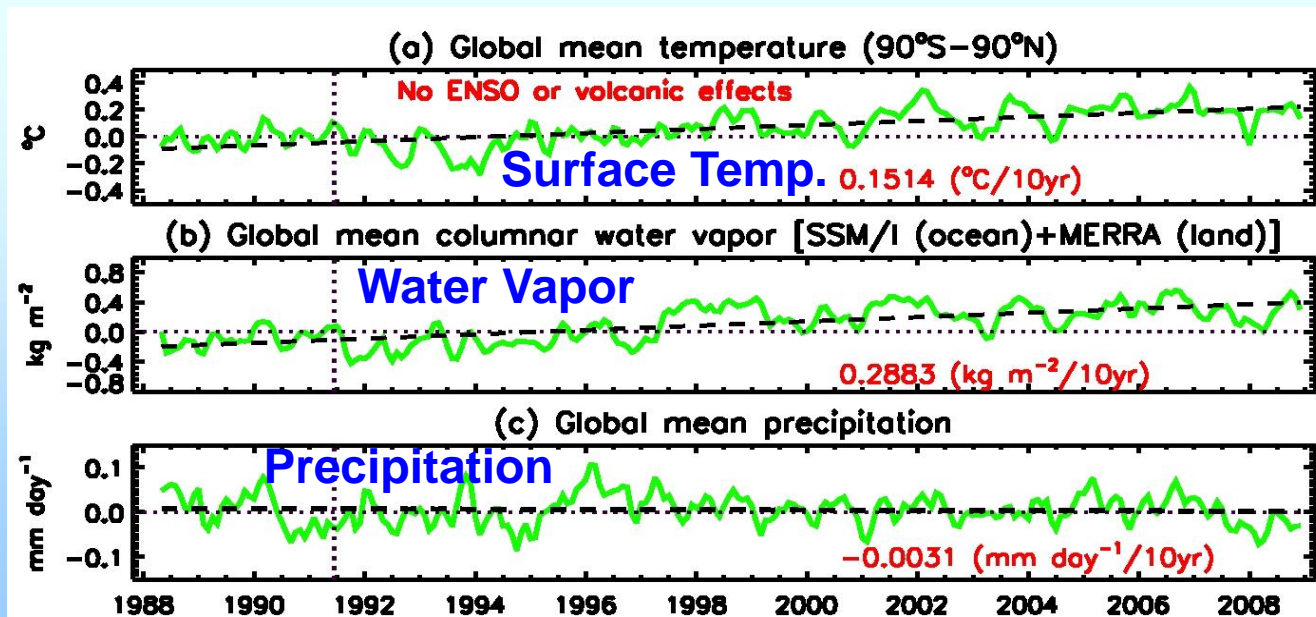 (a) Global mean temperature (90°S−90°N)
No ENSO or volcanic effects
0.4
0.2
0.0
−0.2
−0.4
°C
Surface Temp.
0.1514 (°C/10yr)
(b) Global mean columnar water vapor [SSM/I (ocean)+MERRA (land)]
Water Vapor
0.8
0.4
0.0
−0.4
−0.8
kg m⁻²
0.2883 (kg m⁻²/10yr)
(c) Global mean precipitation
Precipitation
0.1
0.0
−0.1
mm day⁻¹
−0.0031 (mm day⁻¹/10yr)
1988 1990 1992 1994 1996 1998 2000 2002 2004 2006 2008